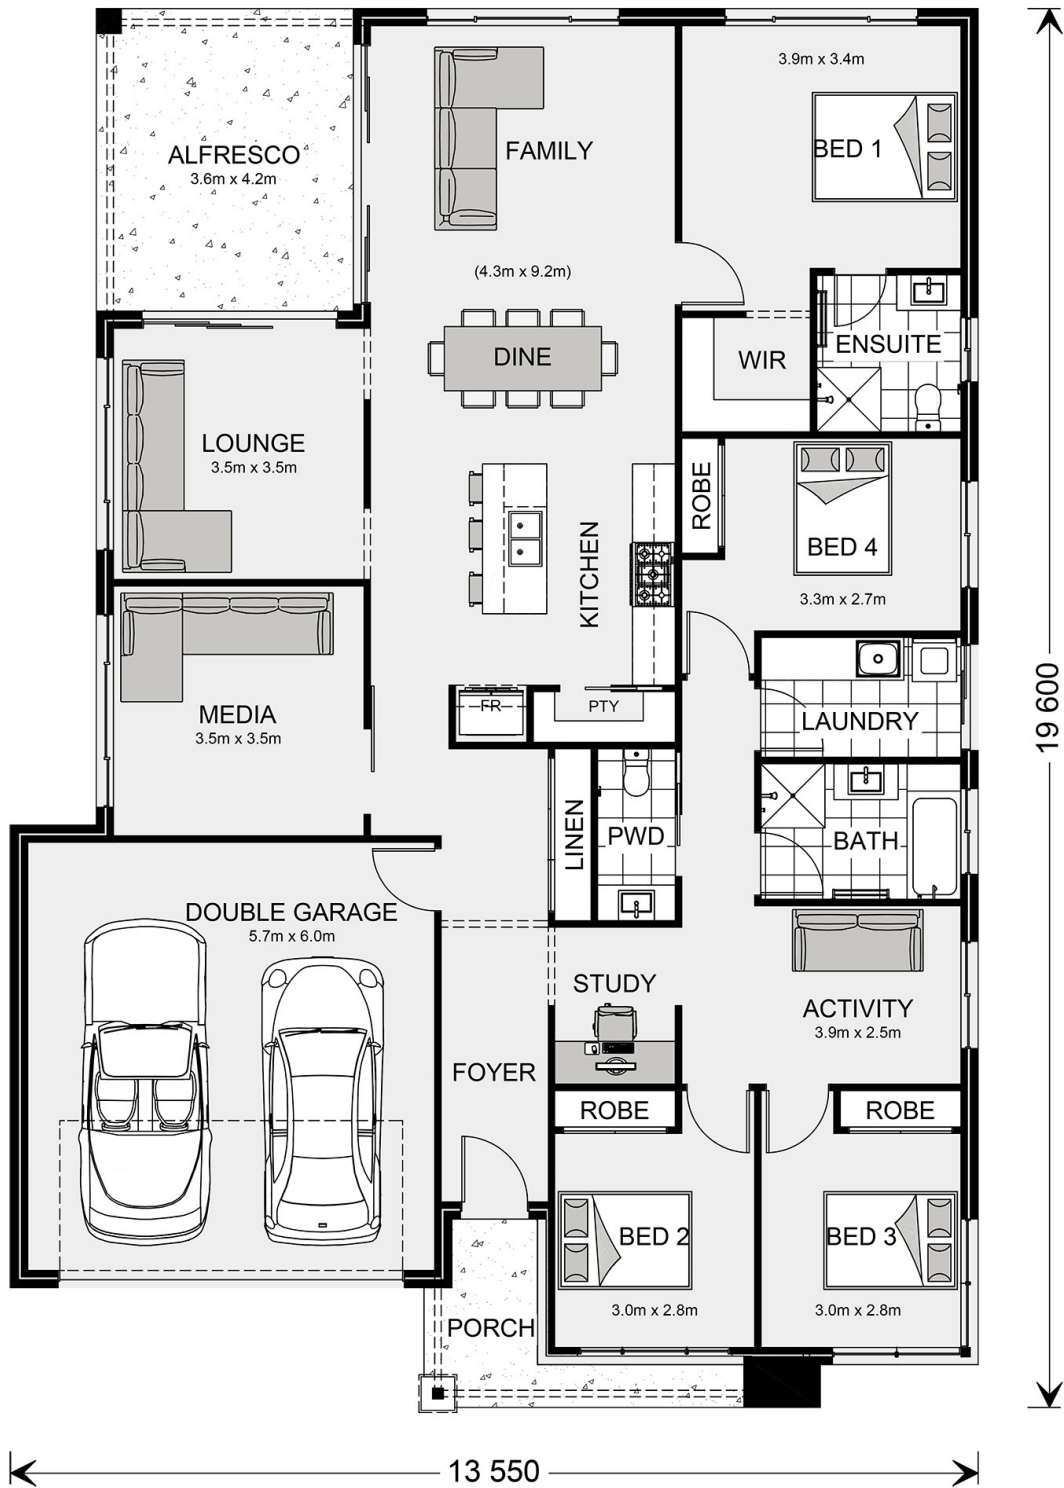 3.9m x 3.4m
BED 1
FAMILY
ALFRESCO
3.6m x 4.2m
(4.3m x 9.2m)
DINE
WIR
ENSUITE
LOUNGE
3.5m x 3.5m
ROBE
KITCHEN
BED 4
3.3m x 2.7m
MEDIA
3.5m x 3.5m
FR
PTY
LAUNDRY
19 600
LINEN
PWD
BATH
DOUBLE GARAGE
5.7m x 6.0m
STUDY
ACTIVITY
3.9m x 2.5m
FOYER
ROBE
ROBE
BED 2
3.0m x 2.8m
BED 3
3.0m x 2.8m
PORCH
13 550